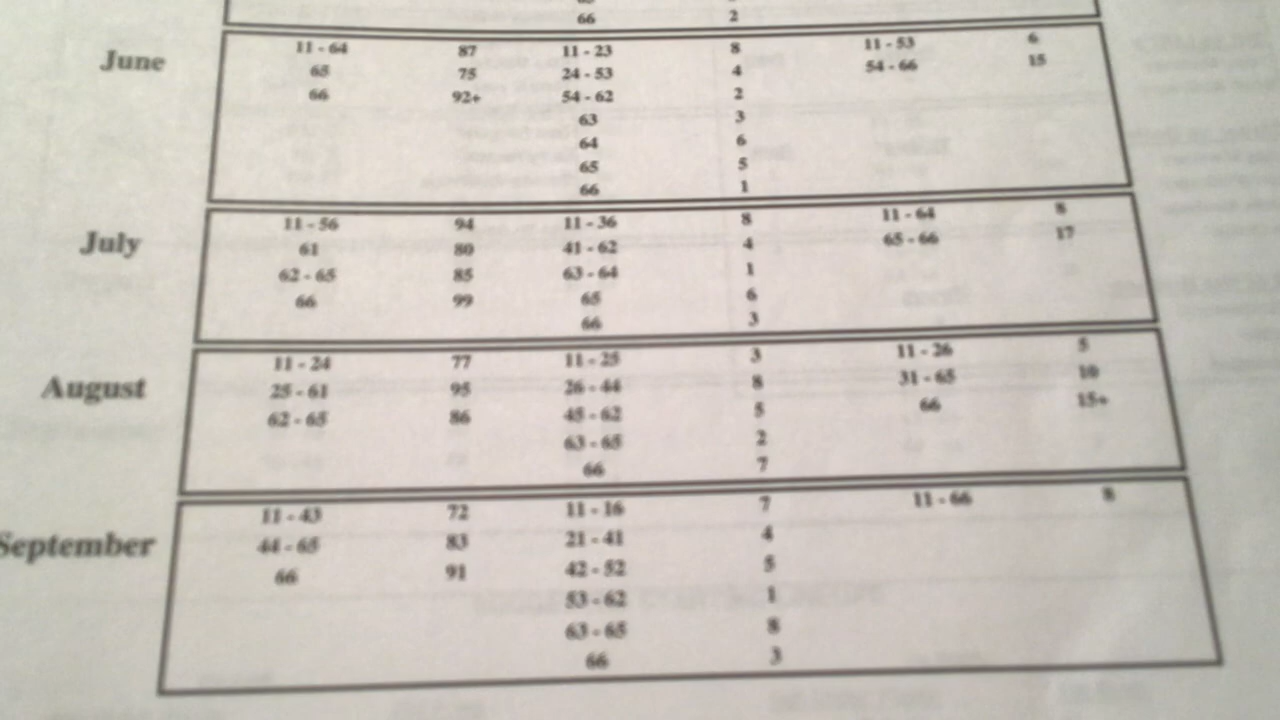 66 2
June 11 - 64 87 11 - 23 8 11 - 53 6
65 75 24 - 53 4 54 - 66 15
66 92+ 54 - 62 2
63 3
64 6
65 5
66 1
July 11 - 56 94 11 - 36 8 11 - 64 8
61 80 41 - 62 4 65 - 66 17
62 - 65 85 63 - 64 1
66 99 65 6
66 3
August 11 - 24 77 11 - 25 3 11 - 26 5
25 - 61 95 26 - 44 8 31 - 65 10
62 - 65 86 45 - 62 5 66 15+
63 - 65 2
66 7
September 11 - 43 72 11 - 16 7 11 - 66 8
44 - 65 83 21 - 41 4
66 91 42 - 52 5
53 - 62 1
63 - 65 8
66 3